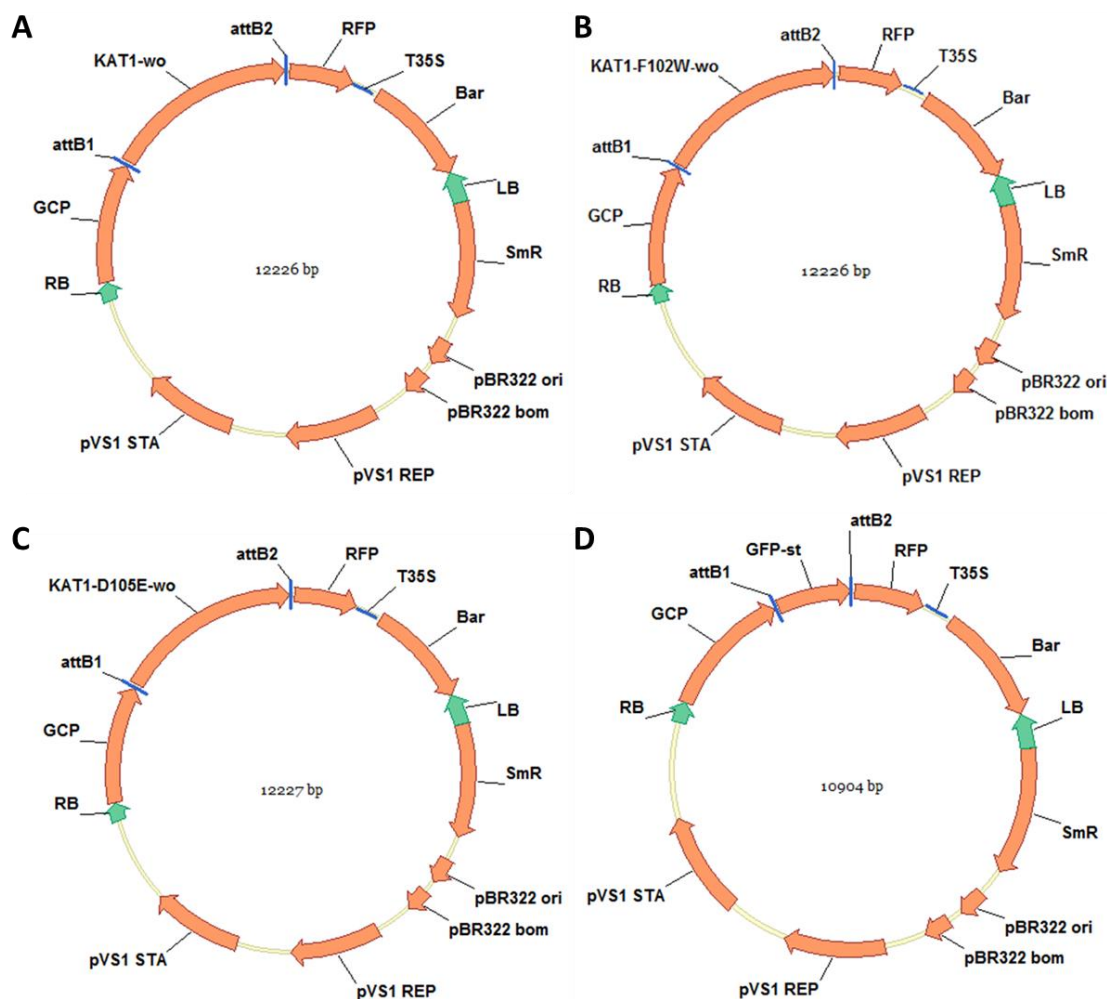 A
attB2
RFP
KAT1-wo
T35S
Bar
attB1
LB
GCP
SmR
12226 bp
RB
pBR322 ori
pBR322 bom
pVS1 STA
pVS1 REP
B
attB2
RFP
KAT1-F102W-wo
T35S
Bar
attB1
LB
GCP
SmR
12226 bp
RB
pBR322 ori
pBR322 bom
pVS1 STA
pVS1 REP
C
attB2
RFP
KAT1-D105E-wo
T35S
Bar
attB1
LB
GCP
SmR
12227 bp
RB
pBR322 ori
pBR322 bom
pVS1 STA
pVS1 REP
D
attB2
GFP-st
RFP
attB1
T35S
GCP
Bar
RB
LB
10904 bp
SmR
pVS1 STA
pBR322 ori
pBR322 bom
pVS1 REP